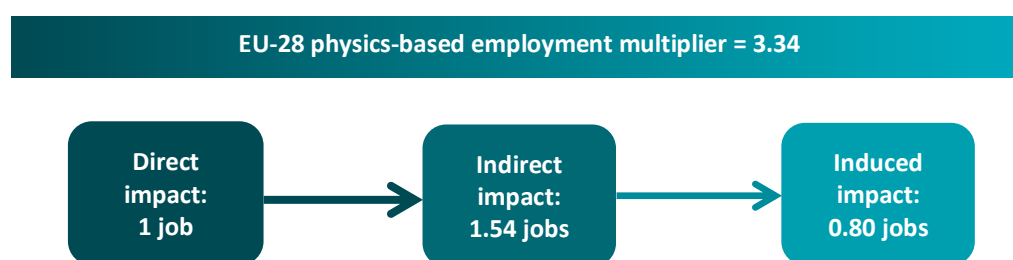 EU-28 physics-based employment multiplier = 3.34
Direct
impact:
1 job
Indirect
impact:
1.54 jobs
Induced
impact:
0.80 jobs